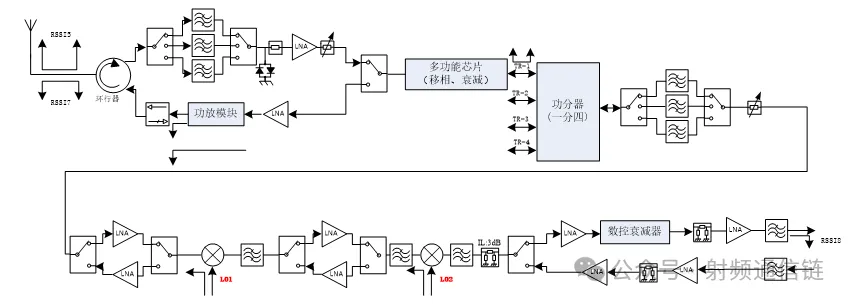 RSSI5
RSSI7
环行器
LNA
多功能芯片
（移相、衰减）
功放模块
LNA
TR-1
TR-2
TR-3
TR-4
功分器
(一分四)
LNA
LNA
LO1
LNA
LNA
LO2
IL:3dB
LNA
数控衰减器
LNA
RSSI8
LNA
LNA
公众号 · 射频通信链